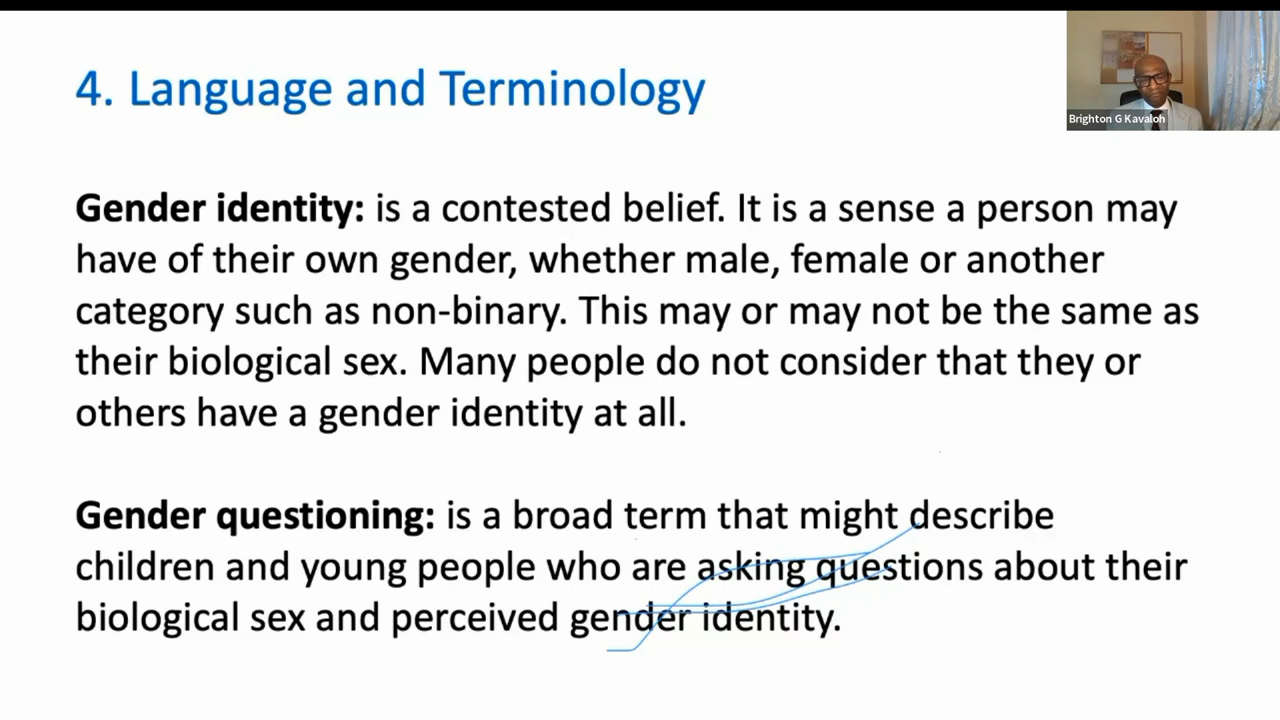 4. Language and Terminology
Brighton G Kavaloh
Gender identity: is a contested belief. It is a sense a person may
have of their own gender, whether male, female or another
category such as non-binary. This may or may not be the same as
their biological sex. Many people do not consider that they or
others have a gender identity at all.
Gender questioning: is a broad term that might describe
children and young people who are asking questions about their
biological sex and perceived gender identity.